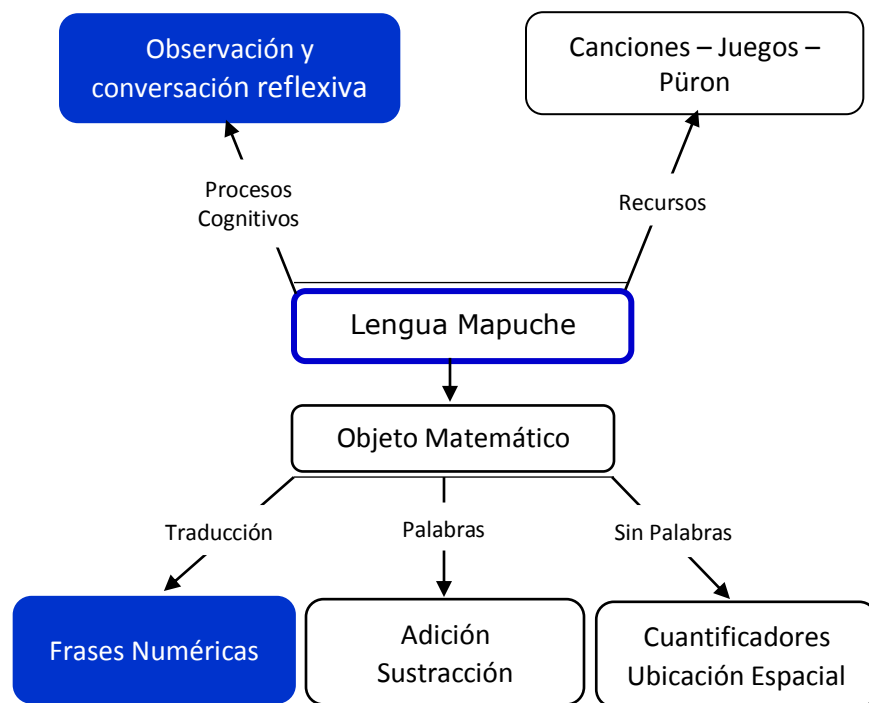 Observación y
conversación reflexiva
Canciones – Juegos –
Püron
Procesos
Cognitivos
Recursos
Lengua Mapuche
Objeto Matemático
Traducción
Palabras
Sin Palabras
Frases Numéricas
Adición
Sustracción
Cuantificadores
Ubicación Espacial